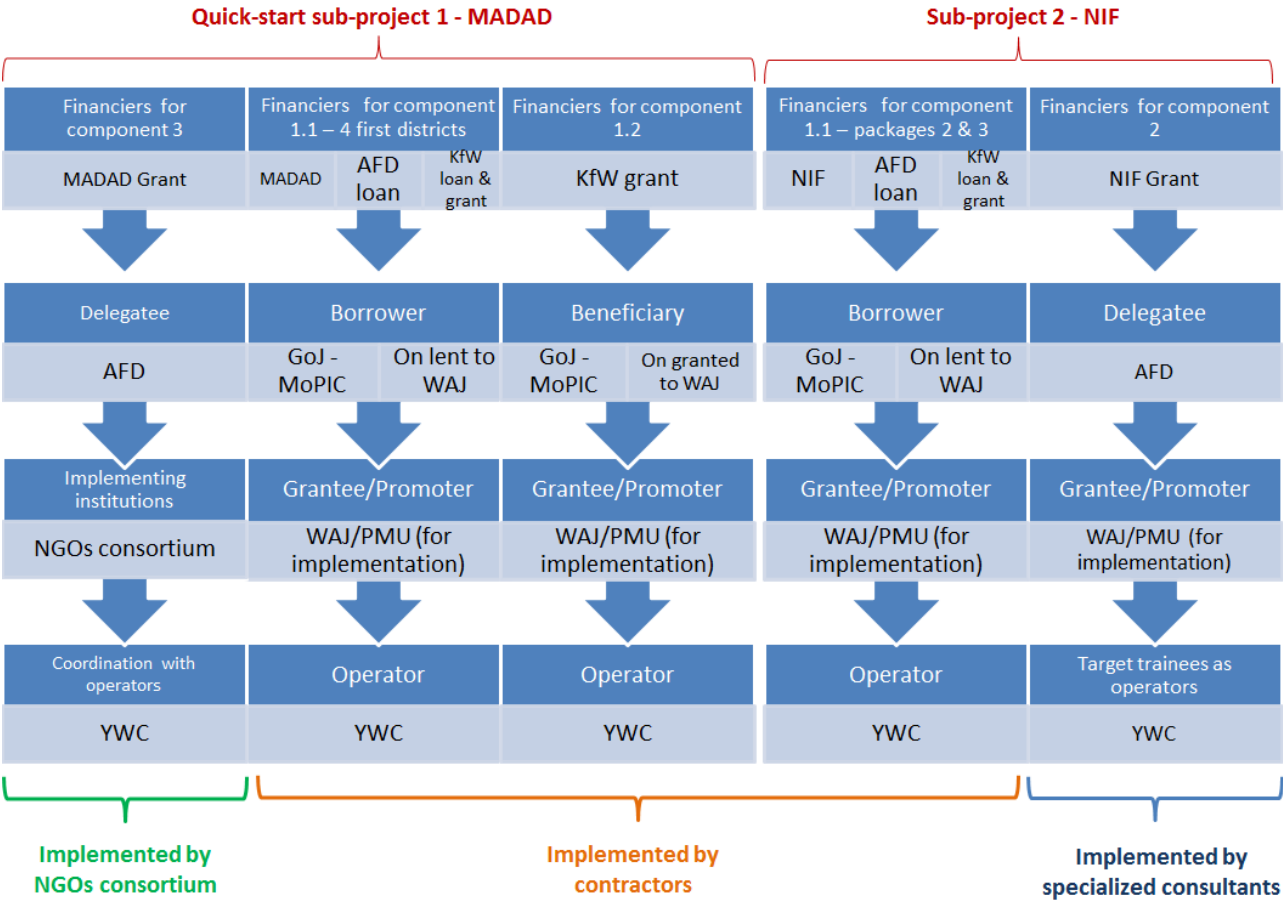 Quick-start sub-project 1 - MADAD
Sub-project 2 - NIF
Financiers for
component 3
Financiers for component
1.1 – 4 first districts
Financiers for component
1.2
Financiers for component
1.1 – packages 2 & 3
Financiers for component
2
MADAD Grant
MADAD
AFD
loan
KfW
loan &
grant
KfW grant
NIF
AFD
loan
KfW
loan &
grant
NIF Grant
Delegatee
Borrower
Beneficiary
Borrower
Delegatee
AFD
GoJ -
MoPIC
On lent to
WAJ
GoJ -
MoPIC
On granted
to WAJ
GoJ -
MoPIC
On lent to
WAJ
AFD
Implementing
institutions
Grantee/Promoter
Grantee/Promoter
Grantee/Promoter
Grantee/Promoter
NGOs consortium
WAJ/PMU (for
implementation)
WAJ/PMU (for
implementation)
WAJ/PMU (for
implementation)
WAJ/PMU (for
implementation)
Coordination with
operators
Operator
Operator
Operator
Target trainees as
operators
YWC
YWC
YWC
YWC
YWC
Implemented by
NGOs consortium
Implemented by
contractors
Implemented by
specialized consultants